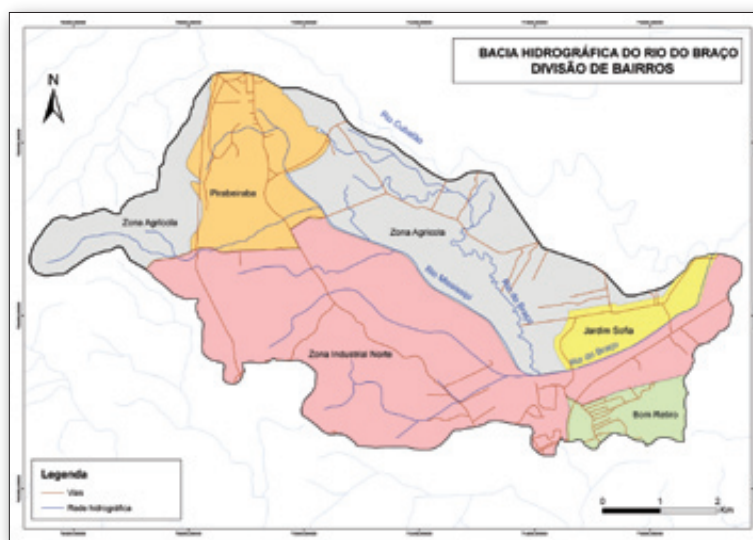 BACIA HIDROGRÁFICA DO RIO DO BRAÇO
DIVISÃO DE BAIRROS
N
Rio Cubatão
Pirabeiraba
Zona Agrícola
Zona Agrícola
Rio do Braço
Rio Mississipi
Jardim Sofia
Rio do Braço
Zona Industrial Norte
Bom Retiro
Legenda
Vias
Rede hidrográfica
0 1 2
Km